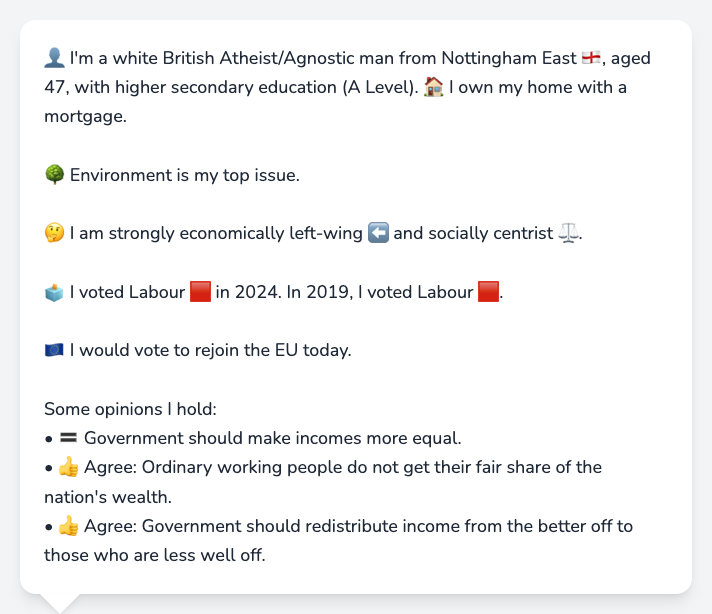 👤 I'm a white British Atheist/Agnostic man from Nottingham East 🏴󠁧󠁢󠁥󠁮󠁧󠁿, aged
47, with higher secondary education (A Level). 🏠 I own my home with a
mortgage.
🌳 Environment is my top issue.
🤔 I am strongly economically left-wing ⬅️ and socially centrist ⚖️.
🗳️ I voted Labour 🟥 in 2024. In 2019, I voted Labour 🟥.
🇪🇺 I would vote to rejoin the EU today.
Some opinions I hold:
• 🟰 Government should make incomes more equal.
• 👍 Agree: Ordinary working people do not get their fair share of the
nation's wealth.
• 👍 Agree: Government should redistribute income from the better off to
those who are less well off.